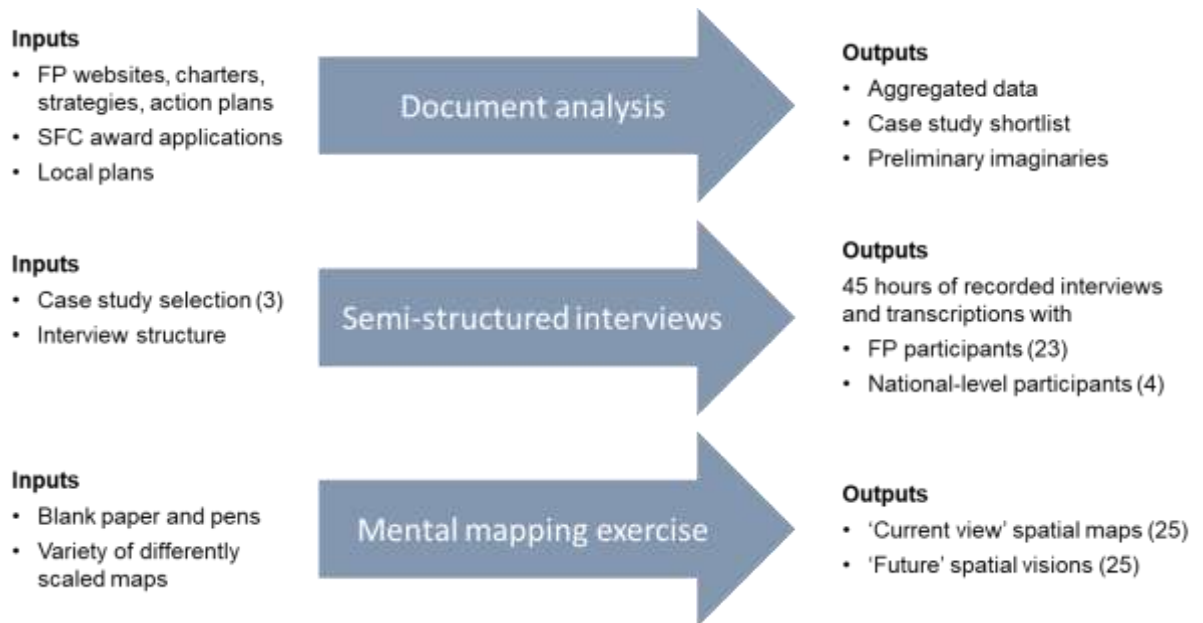 Inputs
• FP websites, charters,
strategies, action plans
• SFC award applications
• Local plans
Document analysis
Outputs
• Aggregated data
• Case study shortlist
• Preliminary imaginaries
Inputs
• Case study selection (3)
• Interview structure
Semi-structured interviews
Outputs
45 hours of recorded interviews
and transcriptions with
• FP participants (23)
• National-level participants (4)
Inputs
• Blank paper and pens
• Variety of differently
scaled maps
Mental mapping exercise
Outputs
• ‘Current view’ spatial maps (25)
• ‘Future’ spatial visions (25)